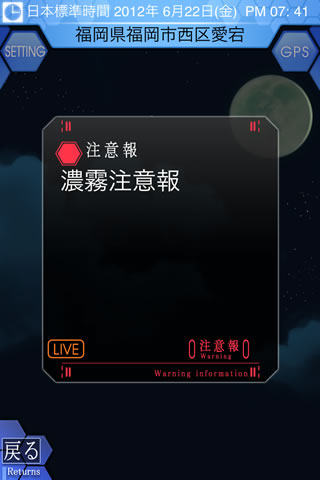 日本標準時間 2012年 6月22日(金) PM 07: 41
福岡県福岡市西区愛宕
SETTING
GPS
注意報
濃霧注意報
LIVE
注意報
Warning
Warning information
戻る
Returns